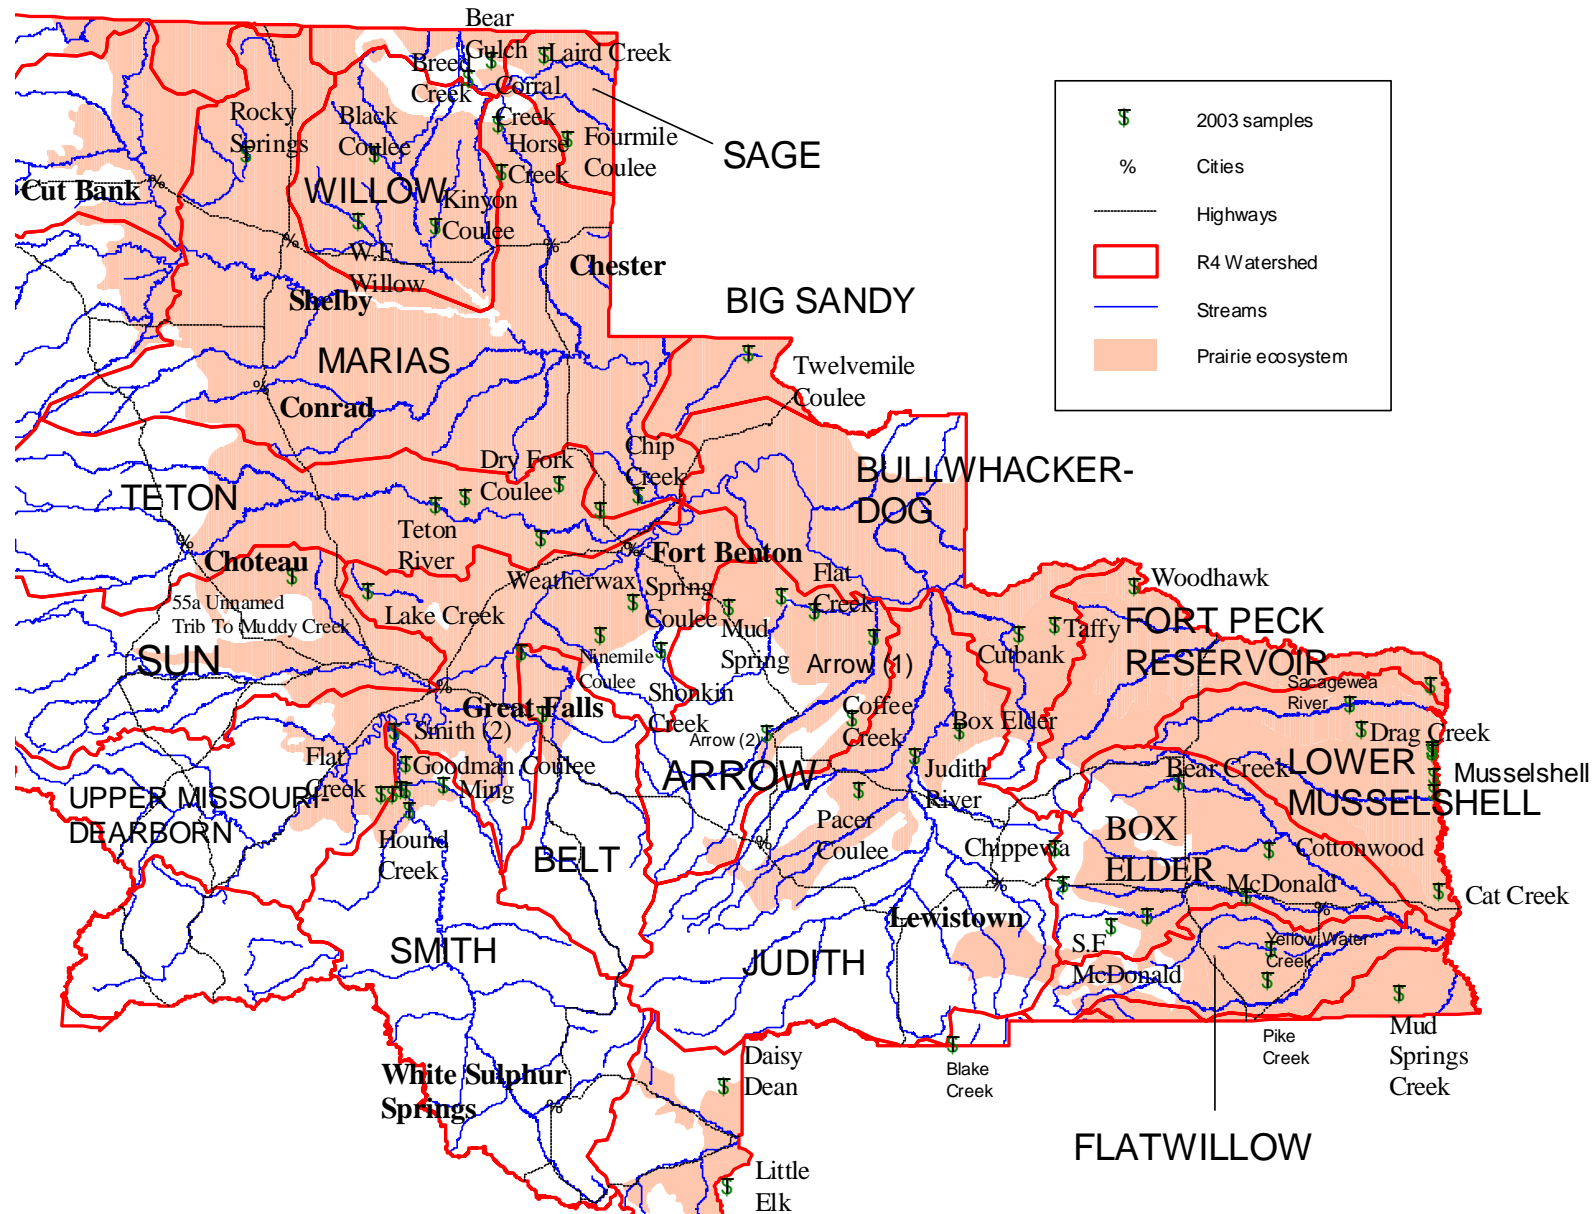 Bear
Gulch
Laird Creek
Breed
Creek
Corral
Creek
Rocky
Springs
Black
Coulee
Horse
Creek
Fourmile
Coulee
SAGE
Cut Bank
WILLOW
Kinyon
Coulee
W.F.
Willow
Chester
Shelby
BIG SANDY
MARIAS
Twelvemile
Coulee
Conrad
2003 samples
Cities
Highways
R4 Watershed
Streams
Prairie ecosystem
Chip
Creek
Dry Fork
Coulee
BULLWHACKER-
DOG
TETON
Teton
River
Choteau
Fort Benton
Weatherwax
Spring
Coulee
Flat
Creek
Woodhawk
55a Unnamed
Trib To Muddy Creek
Lake Creek
Mud
Spring
Cutbank
Taffy
FORT PECK
RESERVOIR
SUN
Ninemile
Coulee
Arrow (1)
Shonkin
Creek
Sacagewea
River
Great Falls
Coffee
Creek
Box Elder
Smith (2)
Arrow (2)
Drag Creek
Flat
Creek
Goodman Coulee
Ming
ARROW
Judith
River
Bear Creek
LOWER
MUSSELSHELL
Musselshell
UPPER MISSOURI-
DEARBORN
Hound
Creek
Pacer
Coulee
BOX
ELDER
BELT
Chippewa
Cottonwood
McDonald
Cat Creek
Lewistown
SMITH
JUDITH
S.F
McDonald
Yellow Water
Creek
Pike
Creek
Mud
Springs
Creek
Daisy
Dean
Blake
Creek
White Sulphur
Springs
FLATWILLOW
Little
Elk